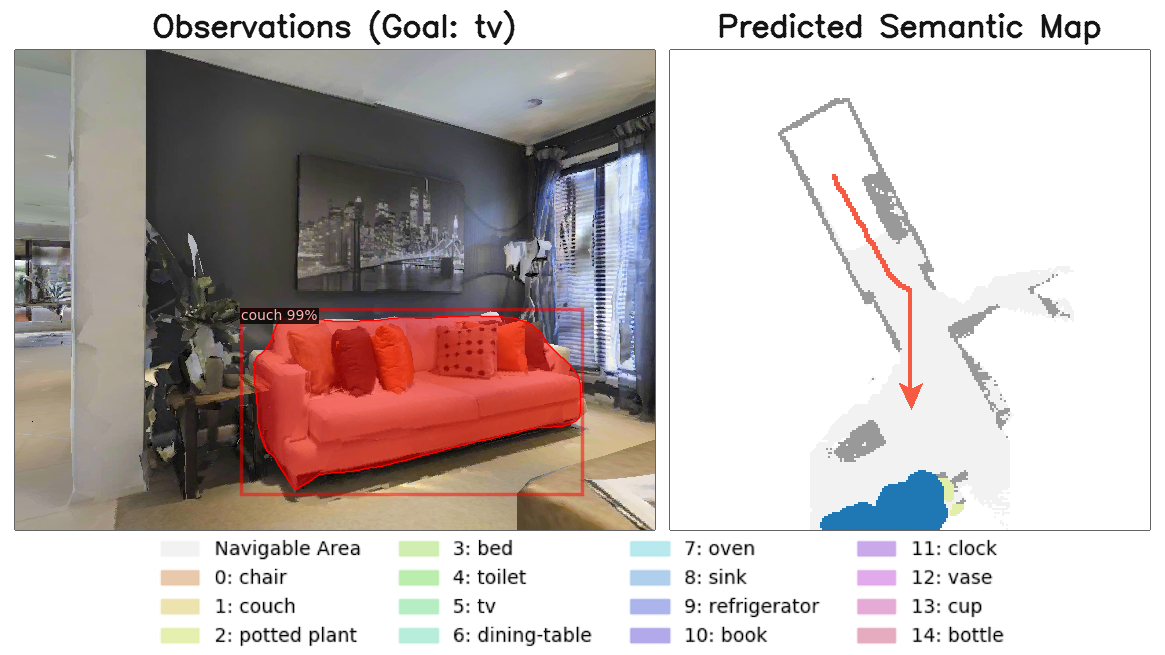 Observations (Goal: tv)
Predicted Semantic Map
couch 99%
Navigable Area
0: chair
1: couch
2: potted plant
3: bed
4: toilet
5: tv
6: dining-table
7: oven
8: sink
9: refrigerator
10: book
11: clock
12: vase
13: cup
14: bottle